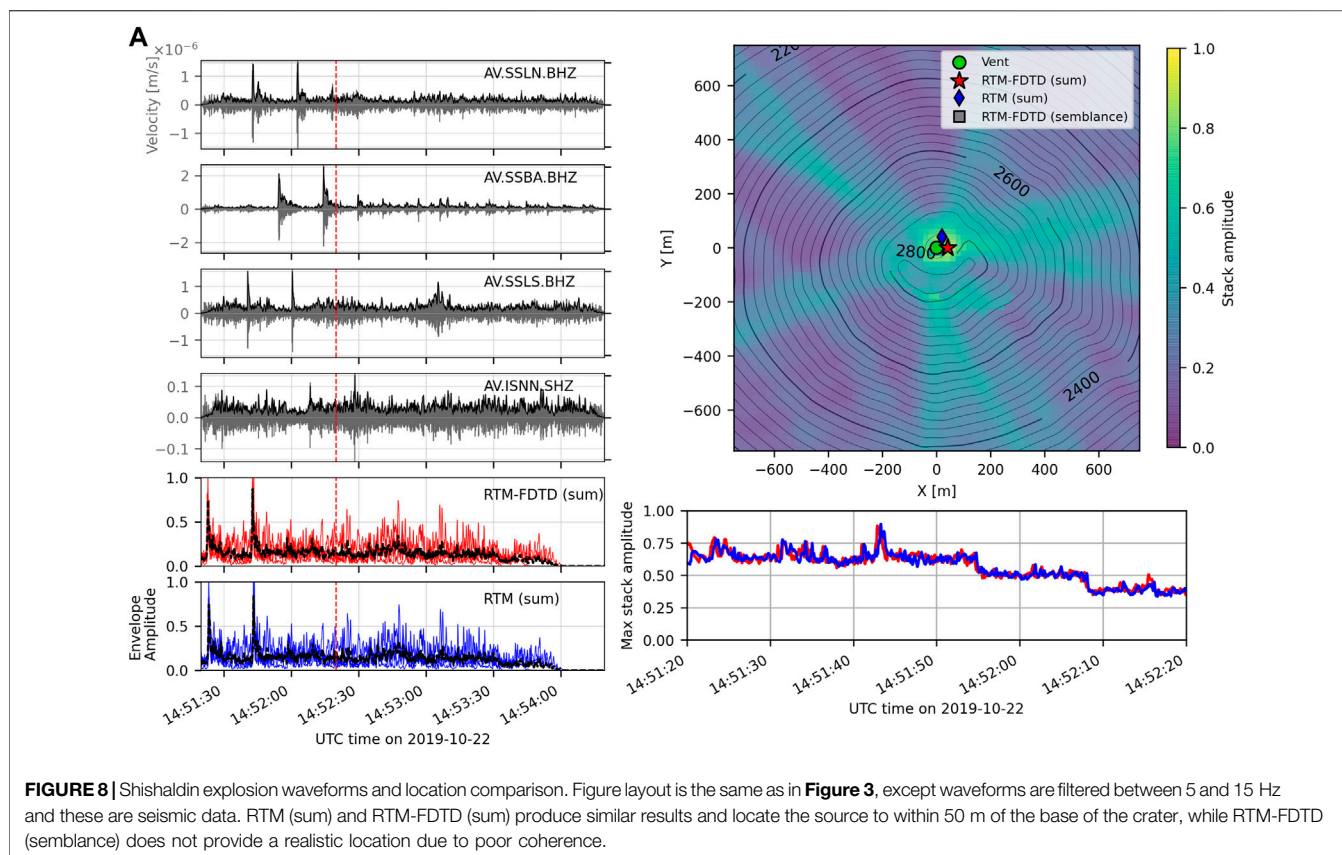 A
×10⁻⁶
Velocity [m/s]
1
0
−1
AV.SSLN.BHZ
2
0
−2
AV.SSBA.BHZ
1
0
−1
AV.SSLS.BHZ
0.1
0.0
−0.1
AV.ISNN.SHZ
1.0
0.5
0.0
RTM-FDTD (sum)
1.0
0.5
0.0
RTM (sum)
Envelope
Amplitude
14:51:30
14:52:00
14:52:30
14:53:00
14:53:30
14:54:00
UTC time on 2019-10-22
Vent
RTM-FDTD (sum)
RTM (sum)
RTM-FDTD (semblance)
2200
2600
2800
2400
600
400
200
0
−200
−400
−600
Y [m]
−600 −400 −200 0 200 400 600
X [m]
1.0
0.8
0.6
0.4
0.2
0.0
Stack amplitude
1.00
0.75
0.50
0.25
0.00
Max stack amplitude
14:51:20
14:51:30
14:51:40
14:51:50
14:52:00
14:52:10
14:52:20
UTC time on 2019-10-22
FIGURE 8 | Shishaldin explosion waveforms and location comparison. Figure layout is the same as in Figure 3, except waveforms are filtered between 5 and 15 Hz
and these are seismic data. RTM (sum) and RTM-FDTD (sum) produce similar results and locate the source to within 50 m of the base of the crater, while RTM-FDTD
(semblance) does not provide a realistic location due to poor coherence.